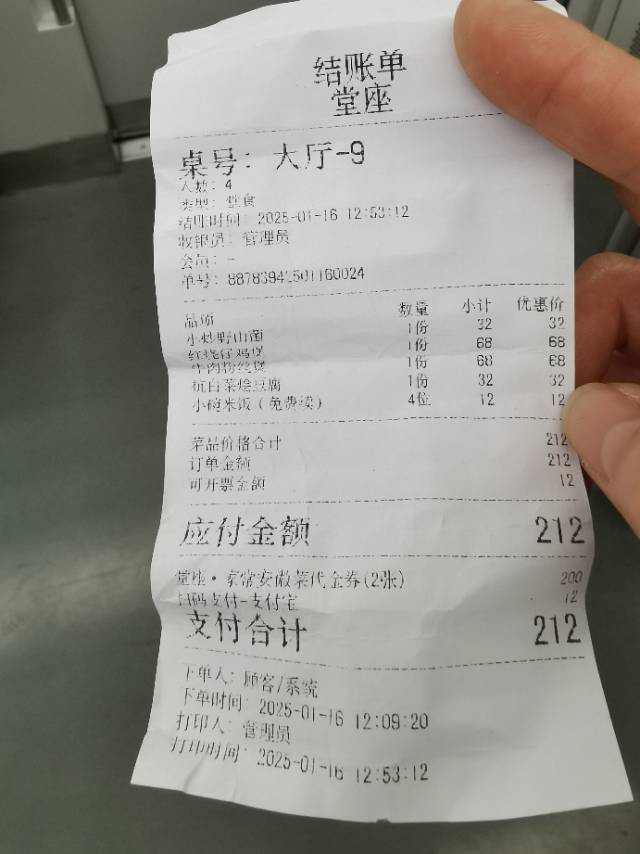 结账单
堂座
桌号: 大厅-9
人数: 4
类型: 堂食
结账时间: 2025-01-16 12:53:12
收银员: 管理员
会员: -
单号: 88783942501160024
品项 数量 小计 优惠价
小炒野山菌 1份 32 32
红烧仔鸡煲 1份 68 68
牛肉粉丝煲 1份 68 68
杭白菜烩豆腐 1份 32 32
小碗米饭(免费续) 4位 12 12
菜品价格合计 212
订单金额 212
可开票金额 12
应付金额 212
堂座·家常安徽菜代金券(2张) 200
扫码支付-支付宝 12
支付合计 212
下单人: 顾客/系统
下单时间: 2025-01-16 12:09:20
打印人: 管理员
打印时间: 2025-01-16 12:53:12